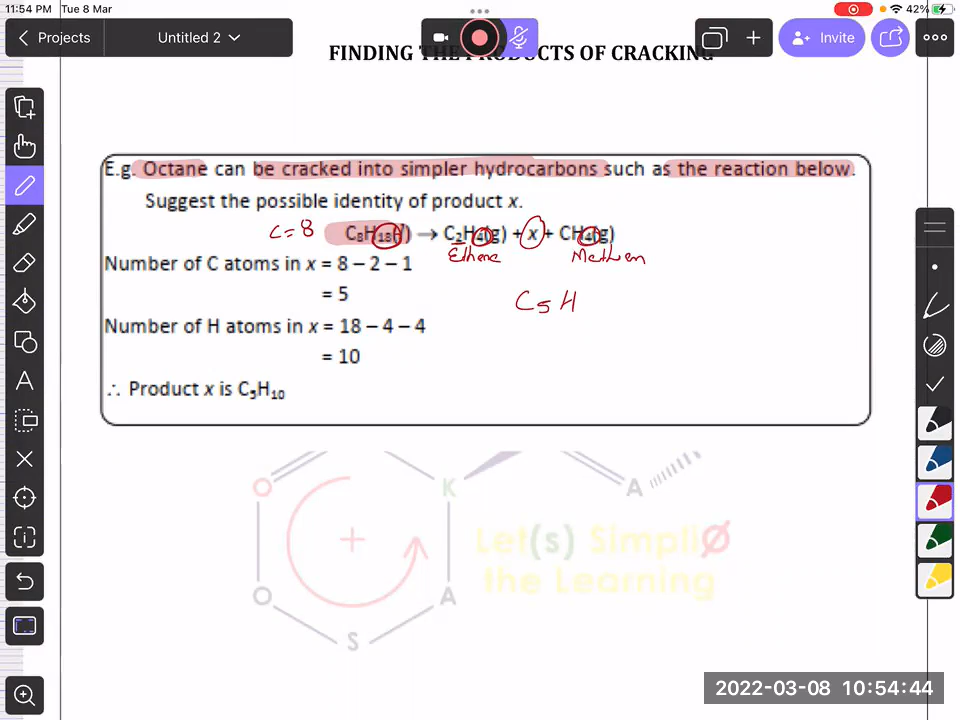 11:54 PM Tue 8 Mar
42%
Projects
Untitled 2
Invite
FINDING THE PRODUCTS OF CRACKING
E.g. Octane can be cracked into simpler hydrocarbons such as the reaction below.
Suggest the possible identity of product x.
C=8 C₈H₁₈(l) → C₂H₄(g) + x + CH₄(g)
Ethene
Number of C atoms in x = 8 – 2 – 1
= 5
C₅H
Number of H atoms in x = 18 – 4 – 4
= 10
∴ Product x is C₅H₁₀
O K A
Let(s) SimpliØ
the Learning
O A
S
A
2022-03-08 10:54:44